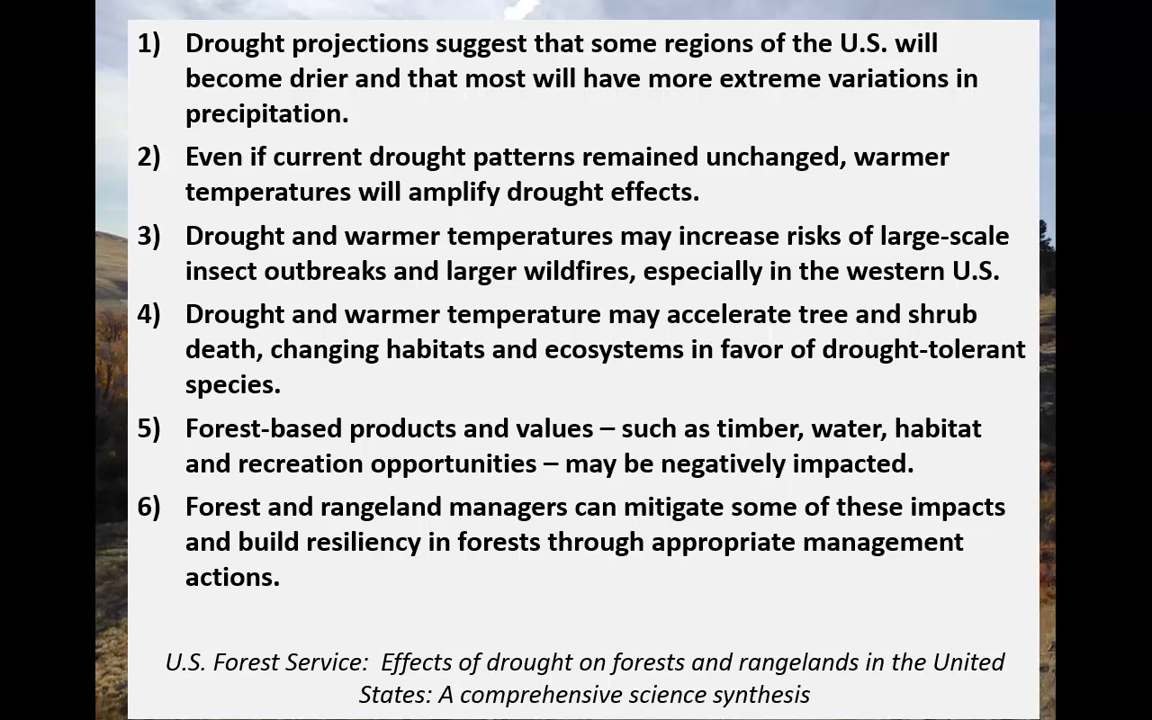 1) Drought projections suggest that some regions of the U.S. will
become drier and that most will have more extreme variations in
precipitation.
2) Even if current drought patterns remained unchanged, warmer
temperatures will amplify drought effects.
3) Drought and warmer temperatures may increase risks of large-scale
insect outbreaks and larger wildfires, especially in the western U.S.
4) Drought and warmer temperature may accelerate tree and shrub
death, changing habitats and ecosystems in favor of drought-tolerant
species.
5) Forest-based products and values – such as timber, water, habitat
and recreation opportunities – may be negatively impacted.
6) Forest and rangeland managers can mitigate some of these impacts
and build resiliency in forests through appropriate management
actions.
U.S. Forest Service: Effects of drought on forests and rangelands in the United
States: A comprehensive science synthesis